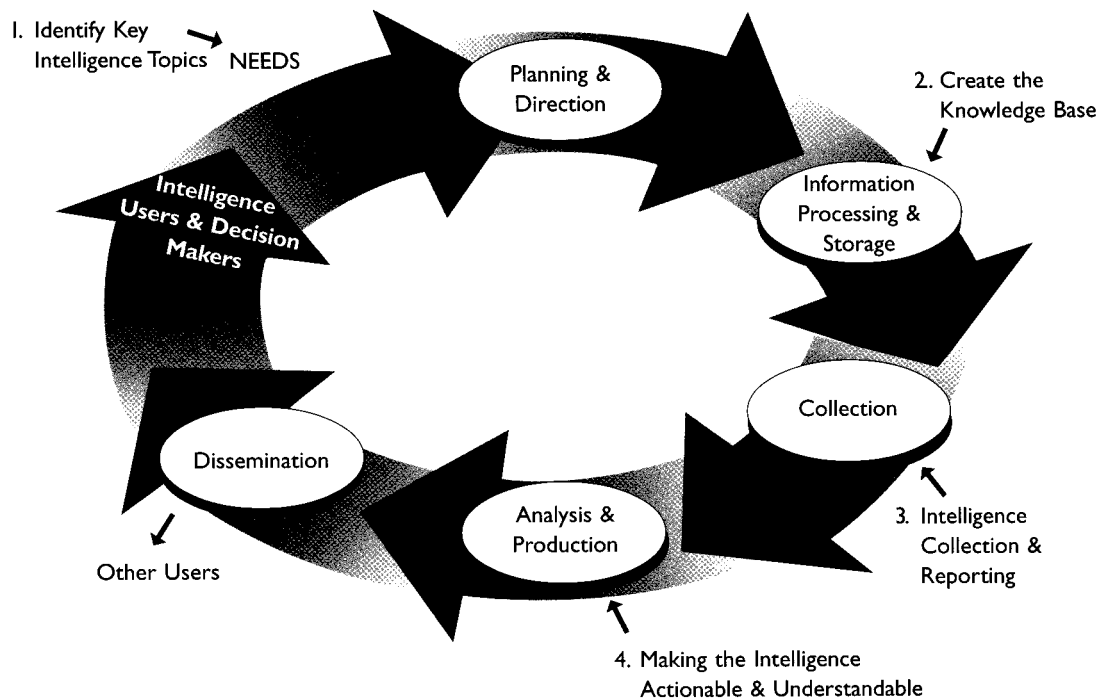 1. Identify Key
Intelligence Topics
NEEDS
Planning &
Direction
2. Create the
Knowledge Base
Information
Processing &
Storage
Intelligence
Users & Decision
Makers
Collection
3. Intelligence
Collection &
Reporting
Analysis &
Production
4. Making the Intelligence
Actionable & Understandable
Dissemination
Other Users